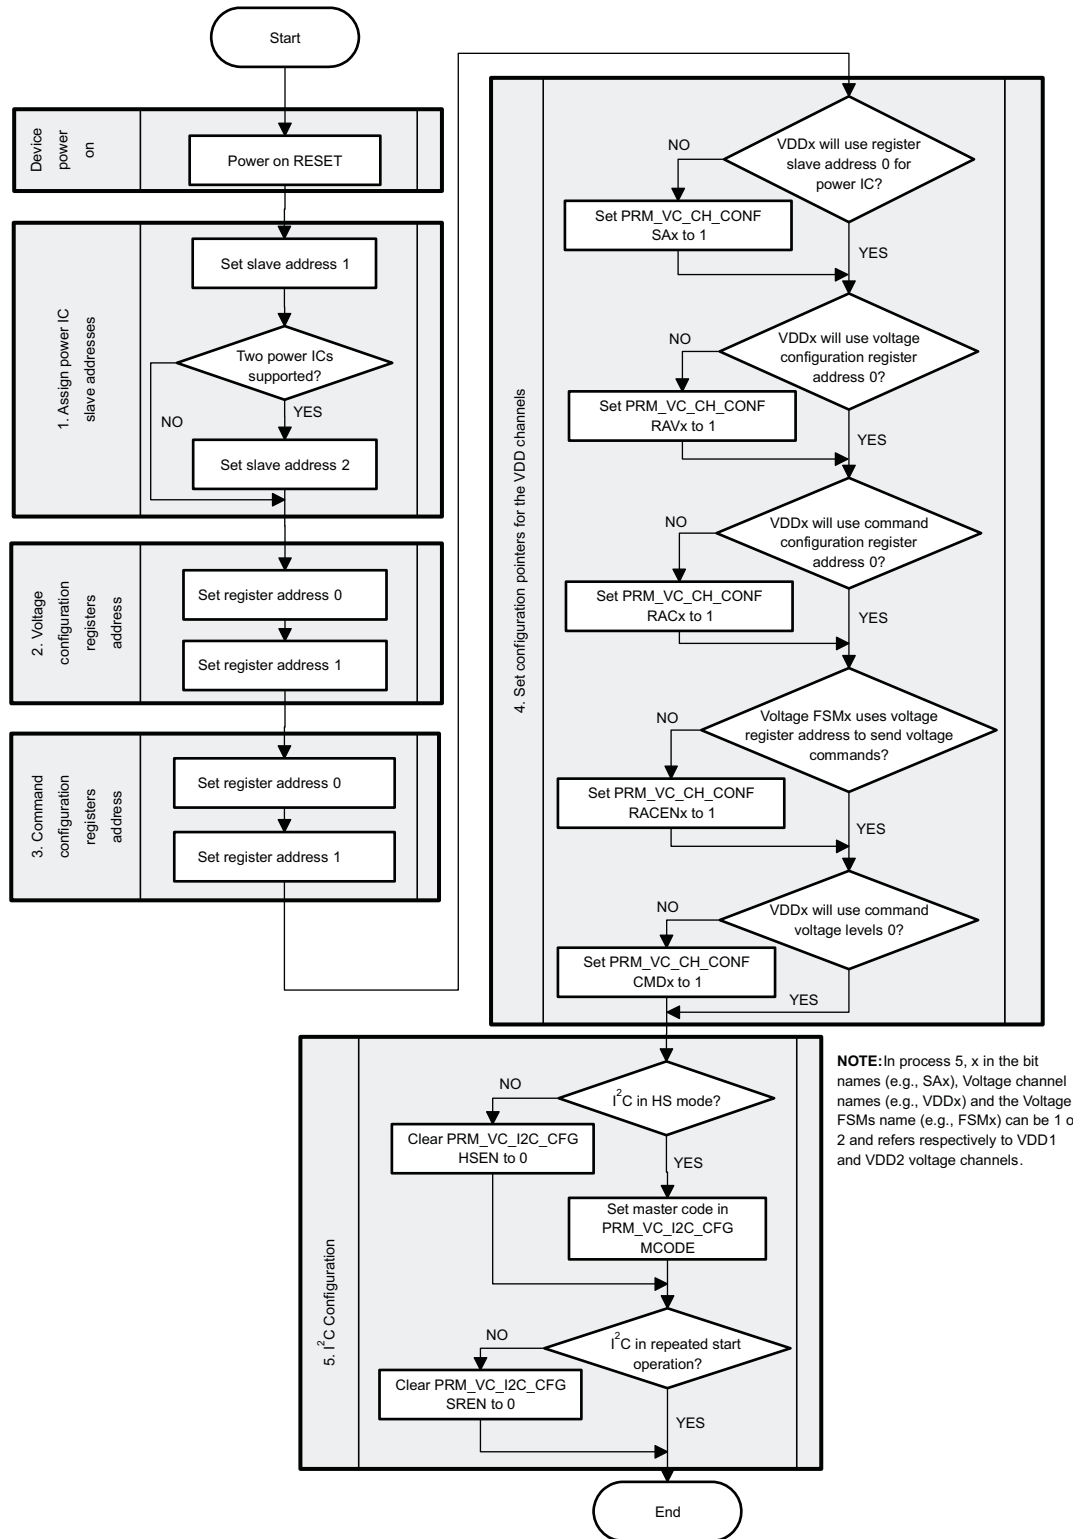 Start
Device
power
on
Power on RESET
1. Assign power IC
slave addresses
Set slave address 1
Two power ICs
supported?
YES
NO
Set slave address 2
2. Voltage
configuration
registers
address
Set register address 0
Set register address 1
3. Command
configuration
registers
address
Set register address 0
Set register address 1
4. Set configuration pointers for the VDD channels
VDDx will use register
slave address 0 for
power IC?
NO
Set PRM_VC_CH_CONF
SAx to 1
YES
VDDx will use voltage
configuration register
address 0?
NO
Set PRM_VC_CH_CONF
RAVx to 1
YES
VDDx will use command
configuration register
address 0?
NO
Set PRM_VC_CH_CONF
RACx to 1
YES
Voltage FSMx uses voltage
register address to send voltage
commands?
NO
Set PRM_VC_CH_CONF
RACENx to 1
YES
VDDx will use command
voltage levels 0?
NO
Set PRM_VC_CH_CONF
CMDx to 1
YES
5. I²C Configuration
I²C in HS mode?
NO
Clear PRM_VC_I2C_CFG
HSEN to 0
YES
Set master code in
PRM_VC_I2C_CFG
MCODE
I²C in repeated start
operation?
NO
Clear PRM_VC_I2C_CFG
SREN to 0
YES
End
NOTE:In process 5, x in the bit
names (e.g., SAx), Voltage channel
names (e.g., VDDx) and the Voltage
FSMs name (e.g., FSMx) can be 1 o
2 and refers respectively to VDD1
and VDD2 voltage channels.